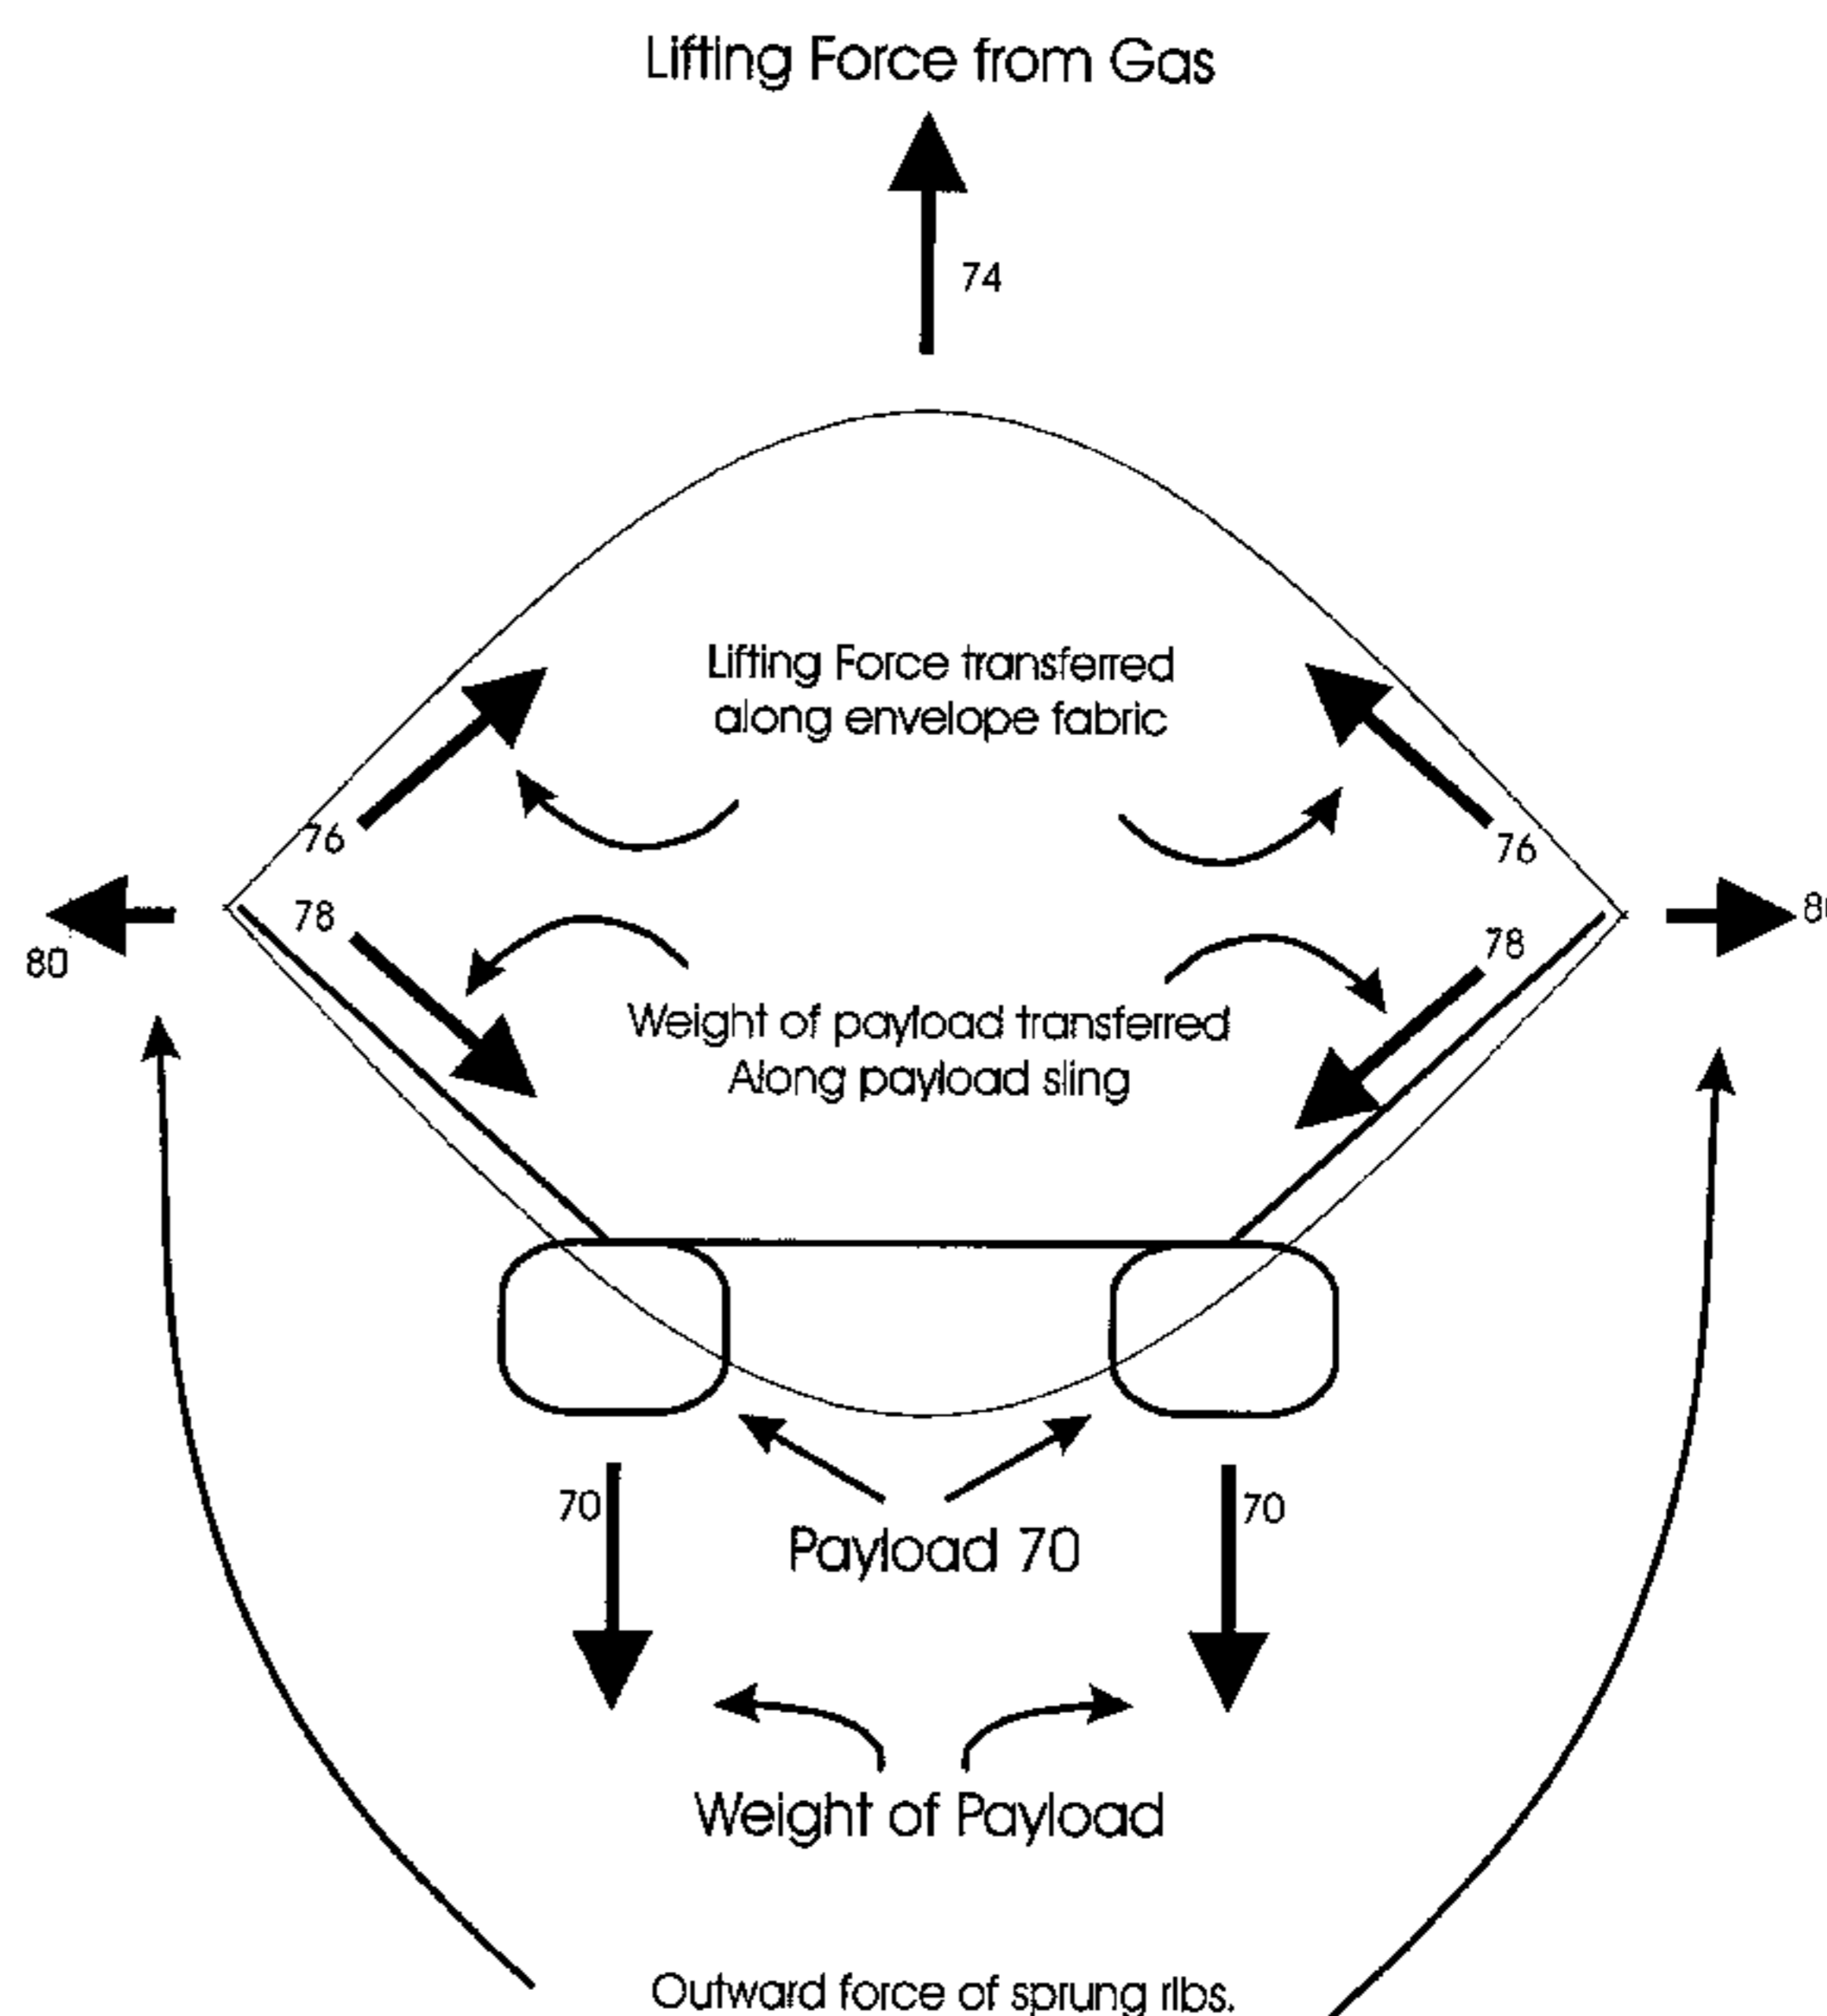 Lifting Force from Gas
74
Lifting Force transferred
along envelope fabric
76
76
78
80
78
80
Weight of payload transferred
Along payload sling
70
70
Payload 70
Weight of Payload
Outward force of sprung ribs.